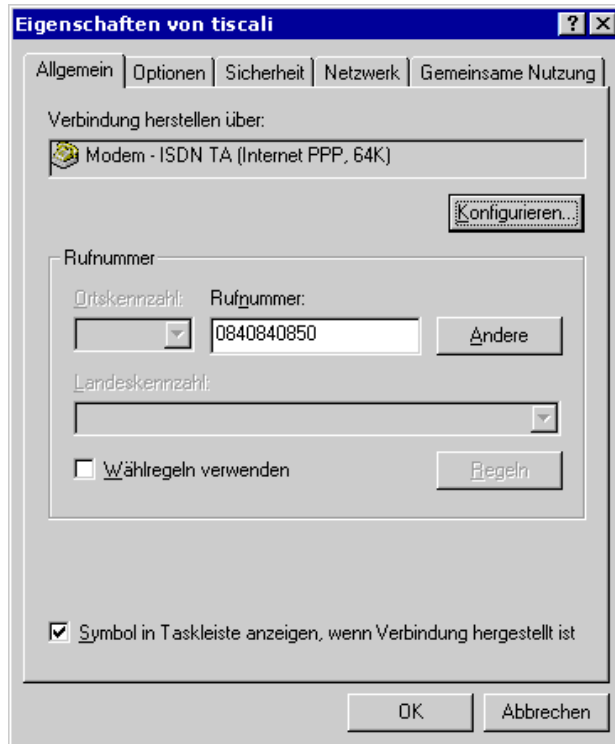 Eigenschaften von tiscali
Allgemein Optionen Sicherheit Netzwerk Gemeinsame Nutzung
Verbindung herstellen über:
Modem - ISDN TA (Internet PPP, 64K)
Konfigurieren...
Rufnummer
Ortskennzahl: Rufnummer:
0840840850 Andere
Landeskennzahl:
Wählregeln verwenden Regeln
Symbol in Taskleiste anzeigen, wenn Verbindung hergestellt ist
OK Abbrechen